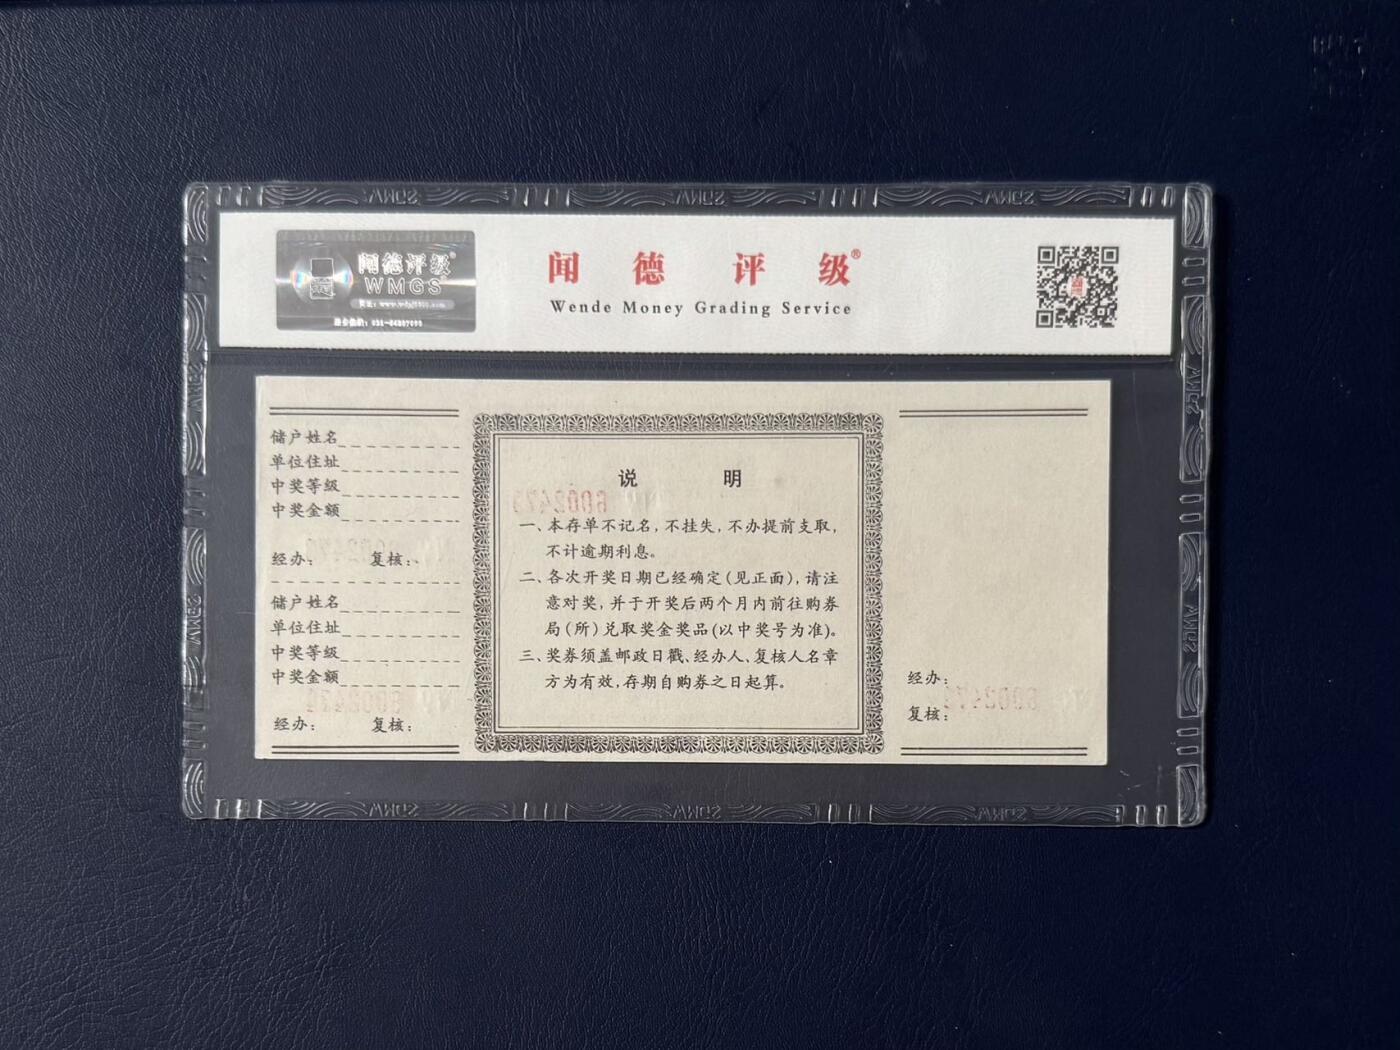 闻德评级®
WMGS
闻德评级®
Wende Money Grading Service
储户姓名
单位住址
中奖等级
中奖金额
经办： 复核：
储户姓名
单位住址
中奖等级
中奖金额
经办： 复核：
说 明
一、本存单不记名，不挂失，不办提前支取，
不计逾期利息。
二、各次开奖日期已经确定（见正面），请注
意对奖，并于开奖后两个月内前往购券
局（所）兑取奖金奖品（以中奖号为准）。
三、奖券须盖邮政日戳、经办人、复核人名章
方为有效，存期自购券之日起算。
经办：
复核：